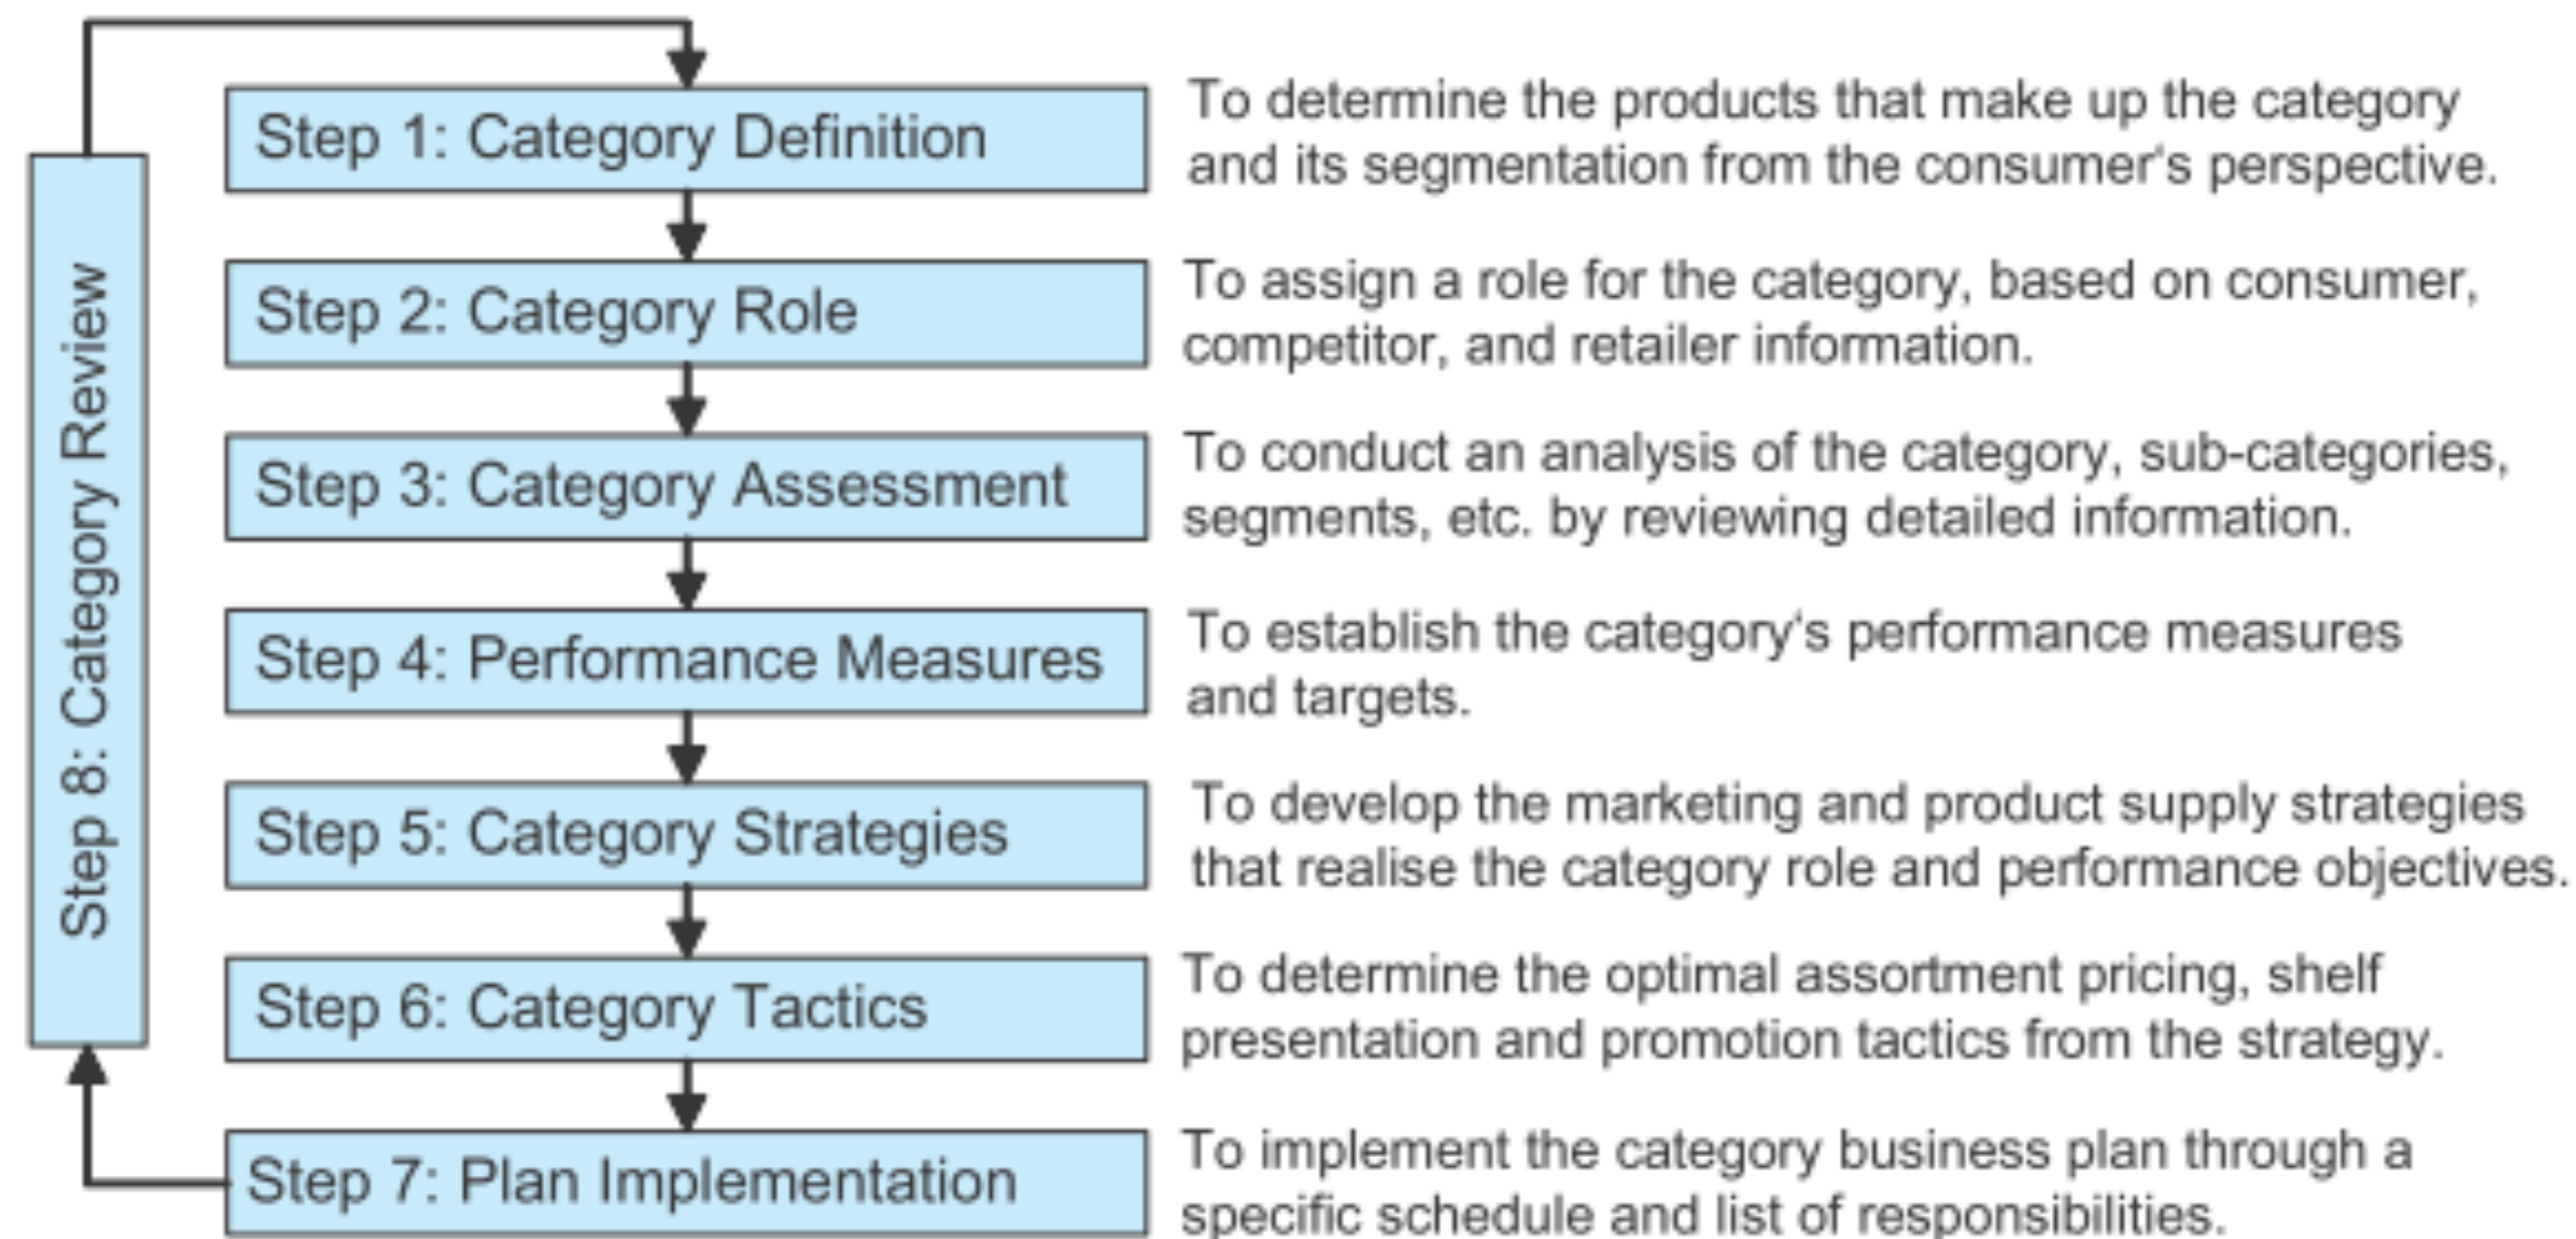 Step 1: Category Definition
To determine the products that make up the category
and its segmentation from the consumer‘s perspective.
Step 2: Category Role
To assign a role for the category, based on consumer,
competitor, and retailer information.
Step 3: Category Assessment
To conduct an analysis of the category, sub-categories,
segments, etc. by reviewing detailed information.
Step 4: Performance Measures
To establish the category‘s performance measures
and targets.
Step 5: Category Strategies
To develop the marketing and product supply strategies
that realise the category role and performance objectives.
Step 6: Category Tactics
To determine the optimal assortment pricing, shelf
presentation and promotion tactics from the strategy.
Step 7: Plan Implementation
To implement the category business plan through a
specific schedule and list of responsibilities.
Step 8: Category Review